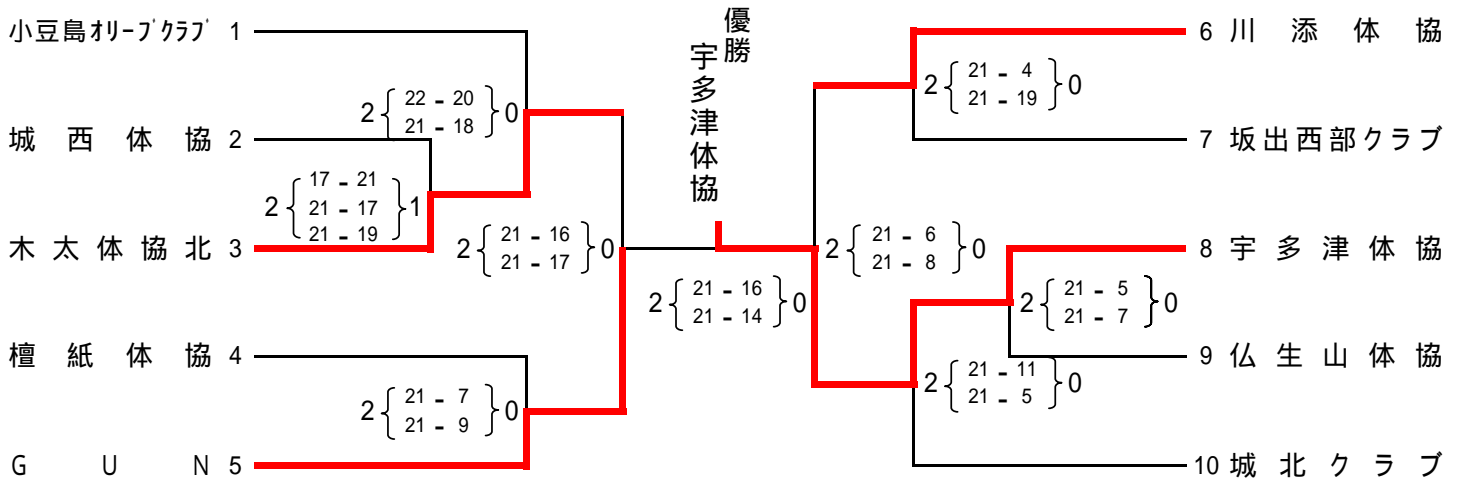 小豆島オリーブクラブ 1
城西体協 2
木太体協北 3
檀紙体協 4
GUN 5
2 { 22 - 20 } 0
21 - 18
2 { 17 - 21 } 1
21 - 17
21 - 19
2 { 21 - 16 } 0
21 - 17
2 { 21 - 7 } 0
21 - 9
優勝
宇多津体協
2 { 21 - 16 } 0
21 - 14
2 { 21 - 4 } 0
21 - 19
2 { 21 - 6 } 0
21 - 8
2 { 21 - 5 } 0
21 - 7
2 { 21 - 11 } 0
21 - 5
6 川添体協
7 坂出西部クラブ
8 宇多津体協
9 仏生山体協
10 城北クラブ